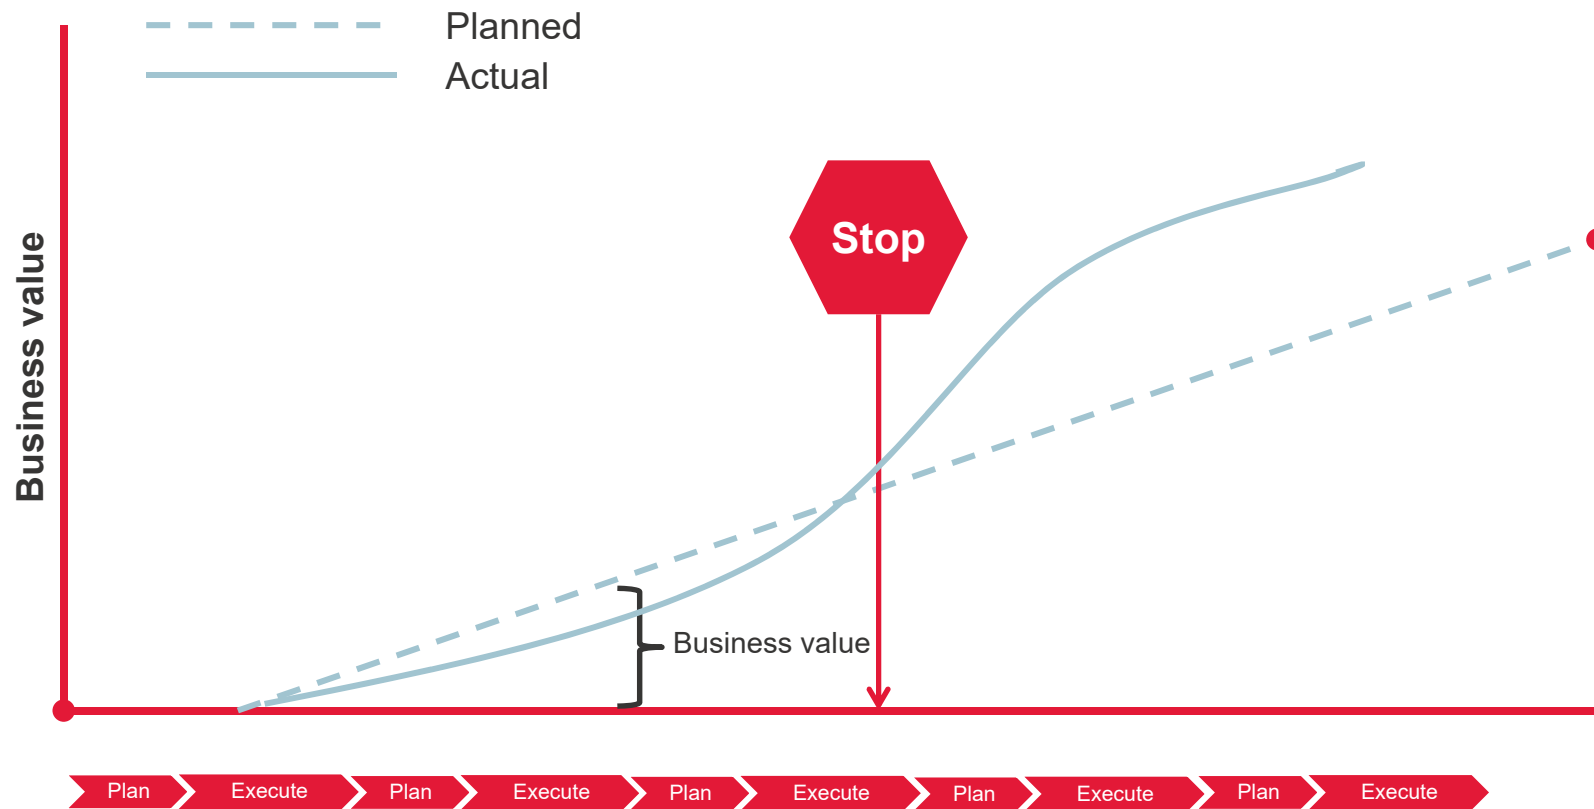 Planned
Actual
Stop
Business value
Business value
Plan
Execute
Plan
Execute
Plan
Execute
Plan
Execute
Plan
Execute